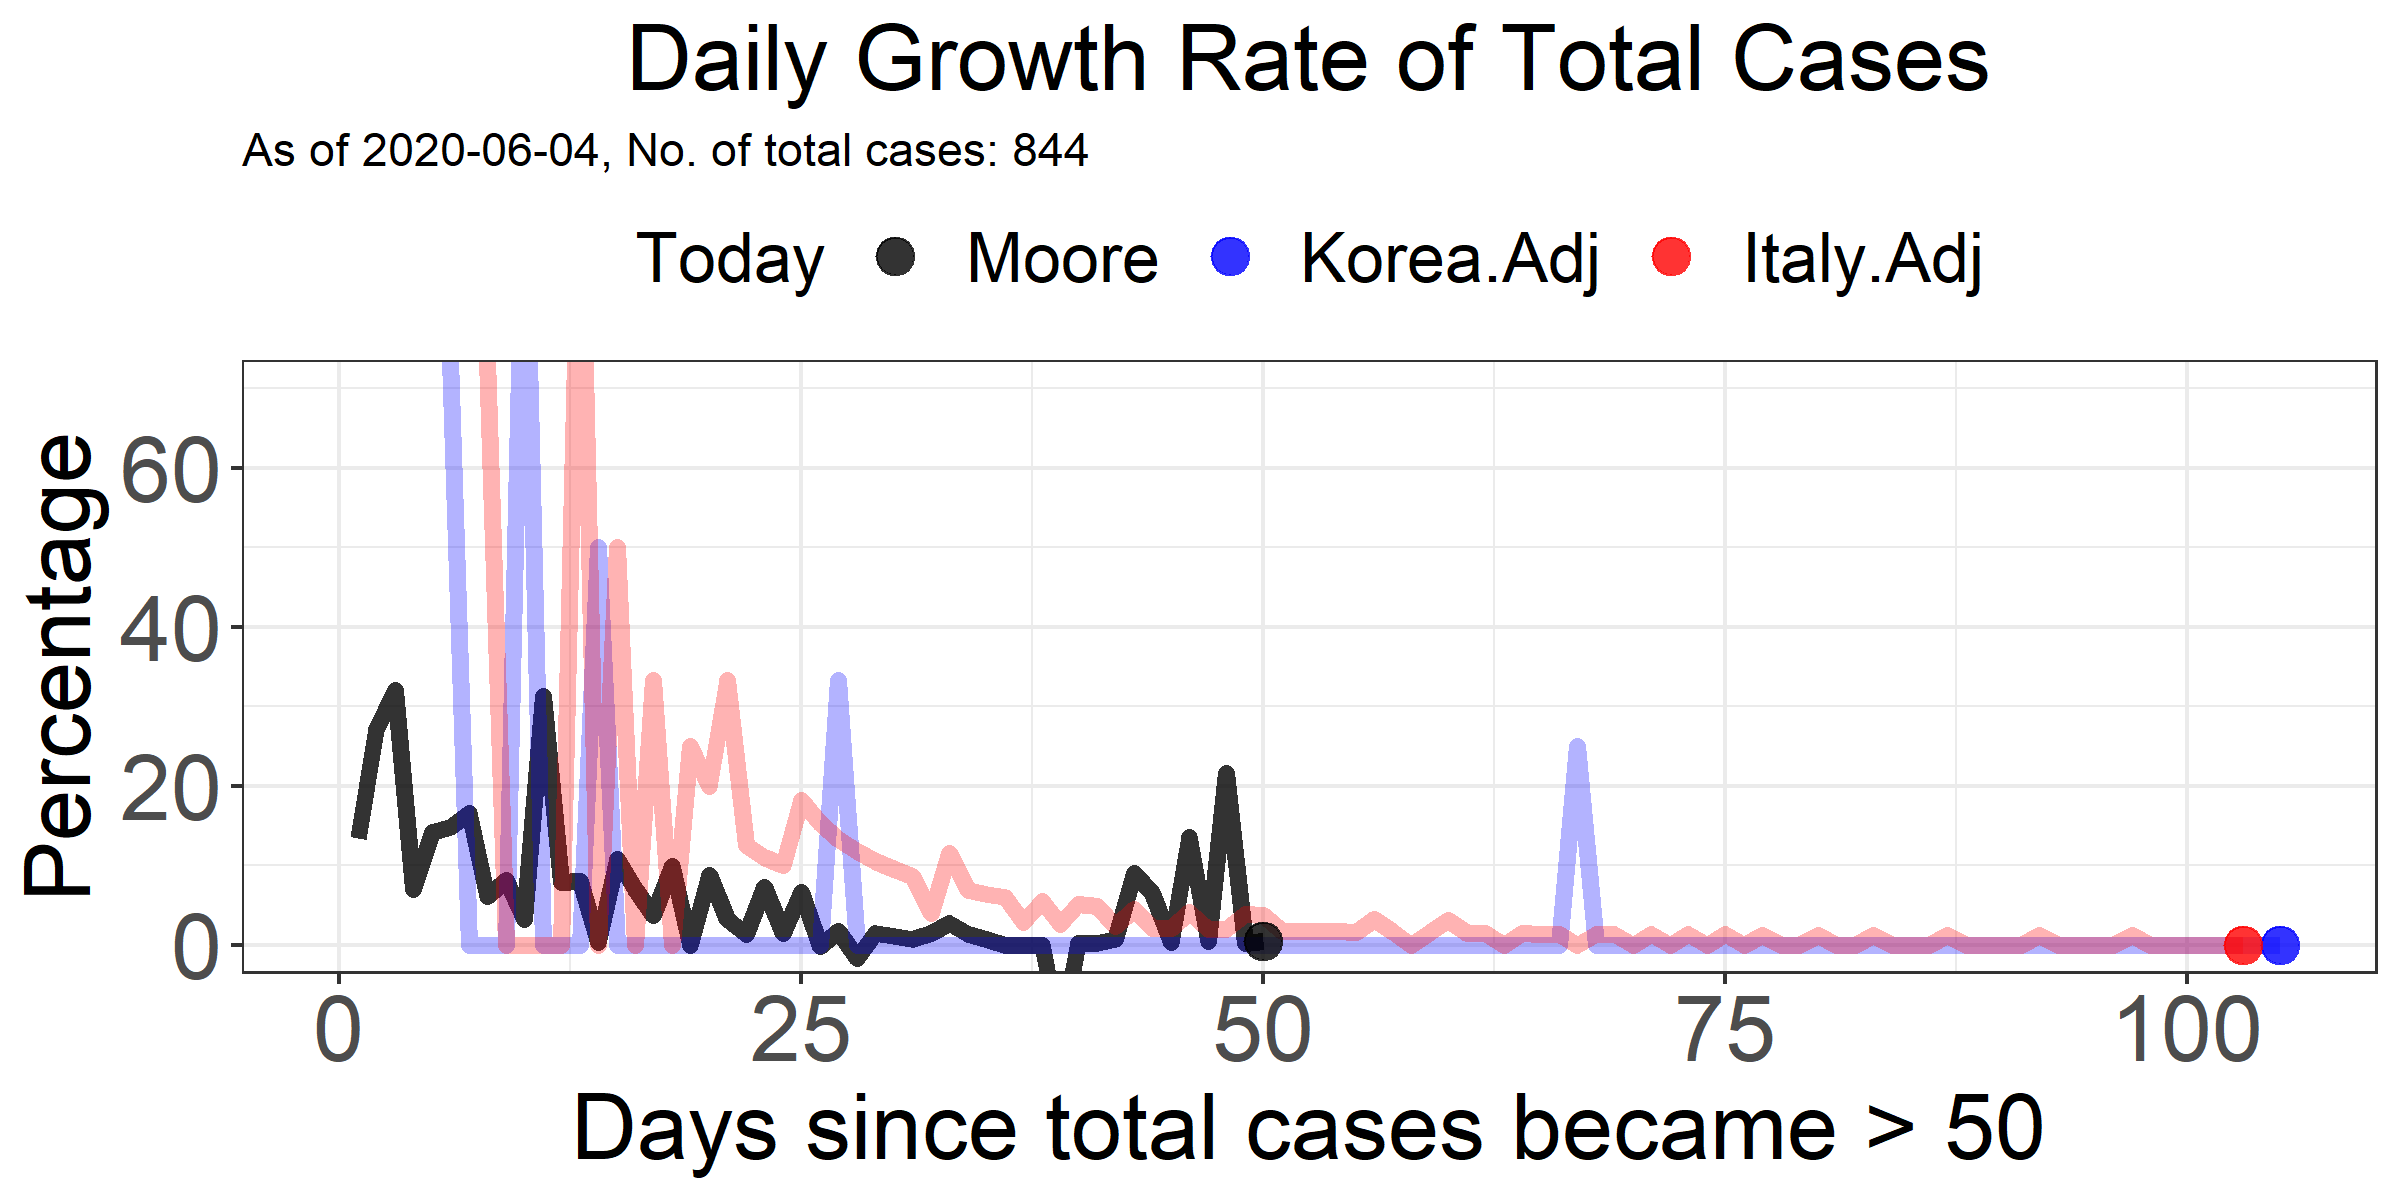 Daily Growth Rate of Total Cases
As of 2020-06-04, No. of total cases: 844
Today Moore Korea.Adj Italy.Adj
Percentage
60
40
20
0
0 25 50 75 100
Days since total cases became > 50